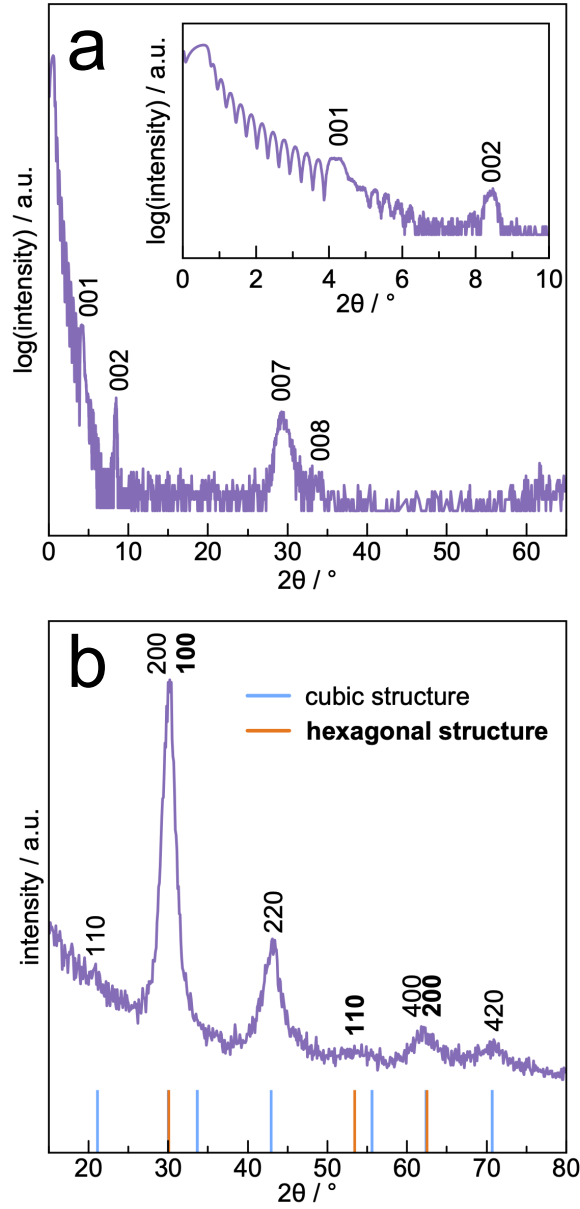 a
log(intensity) / a.u.
001
002
0 2 4 6 8 10
2θ / °
log(intensity) / a.u.
001
002
007
008
0 10 20 30 40 50 60
2θ / °
b
200 100
cubic structure
hexagonal structure
intensity / a.u.
110
220
110
400
200
420
20 30 40 50 60 70 80
2θ / °